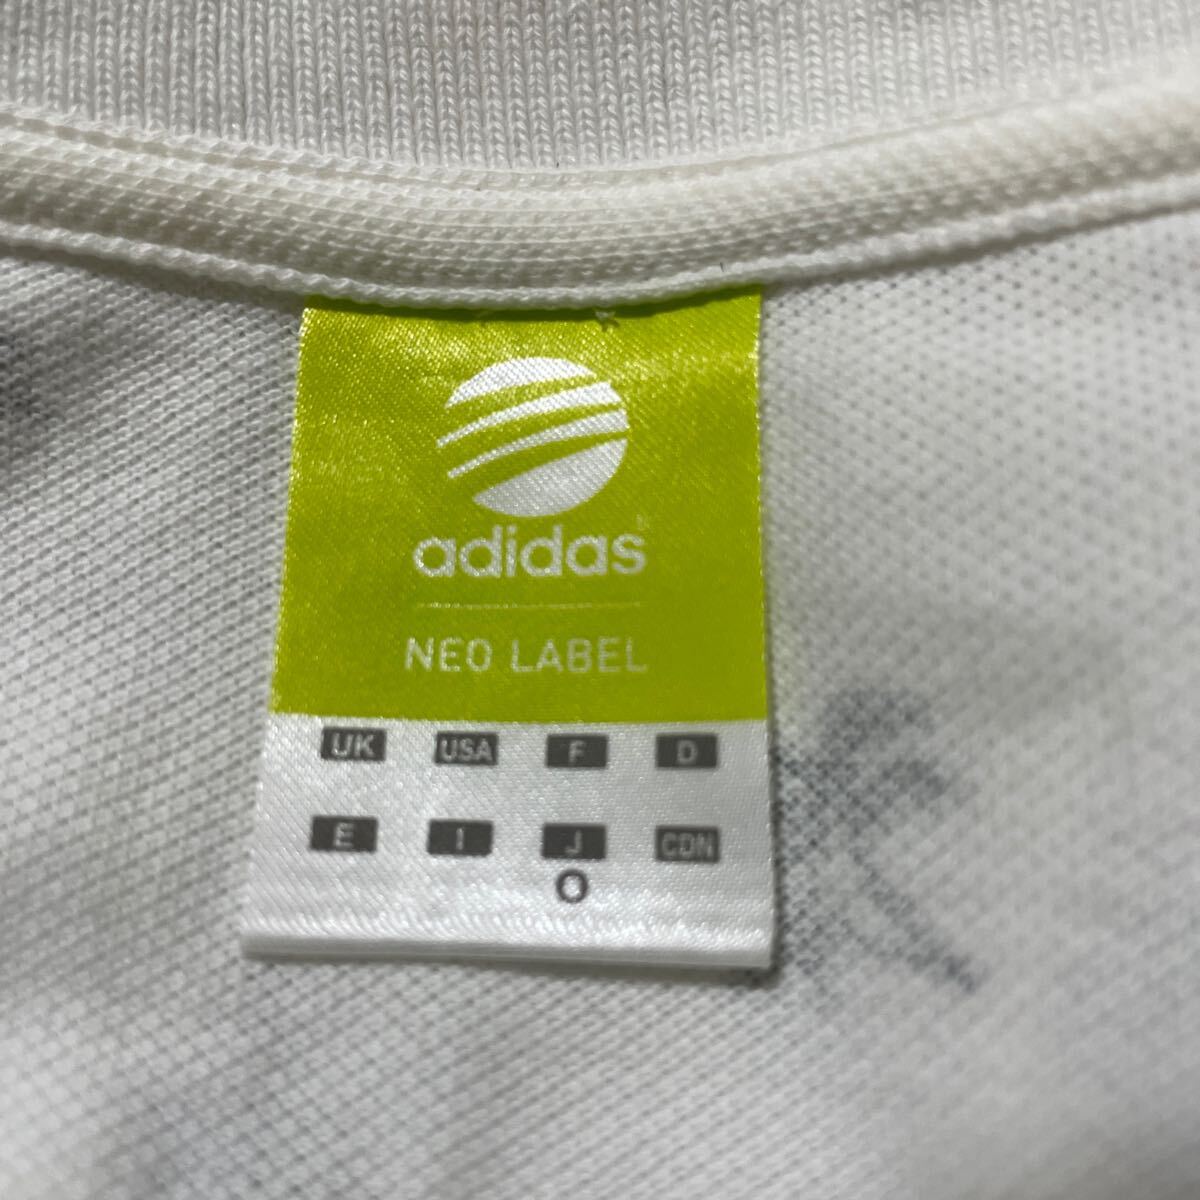 adidas
NEO LABEL
UK USA F D
E I J CDN
O